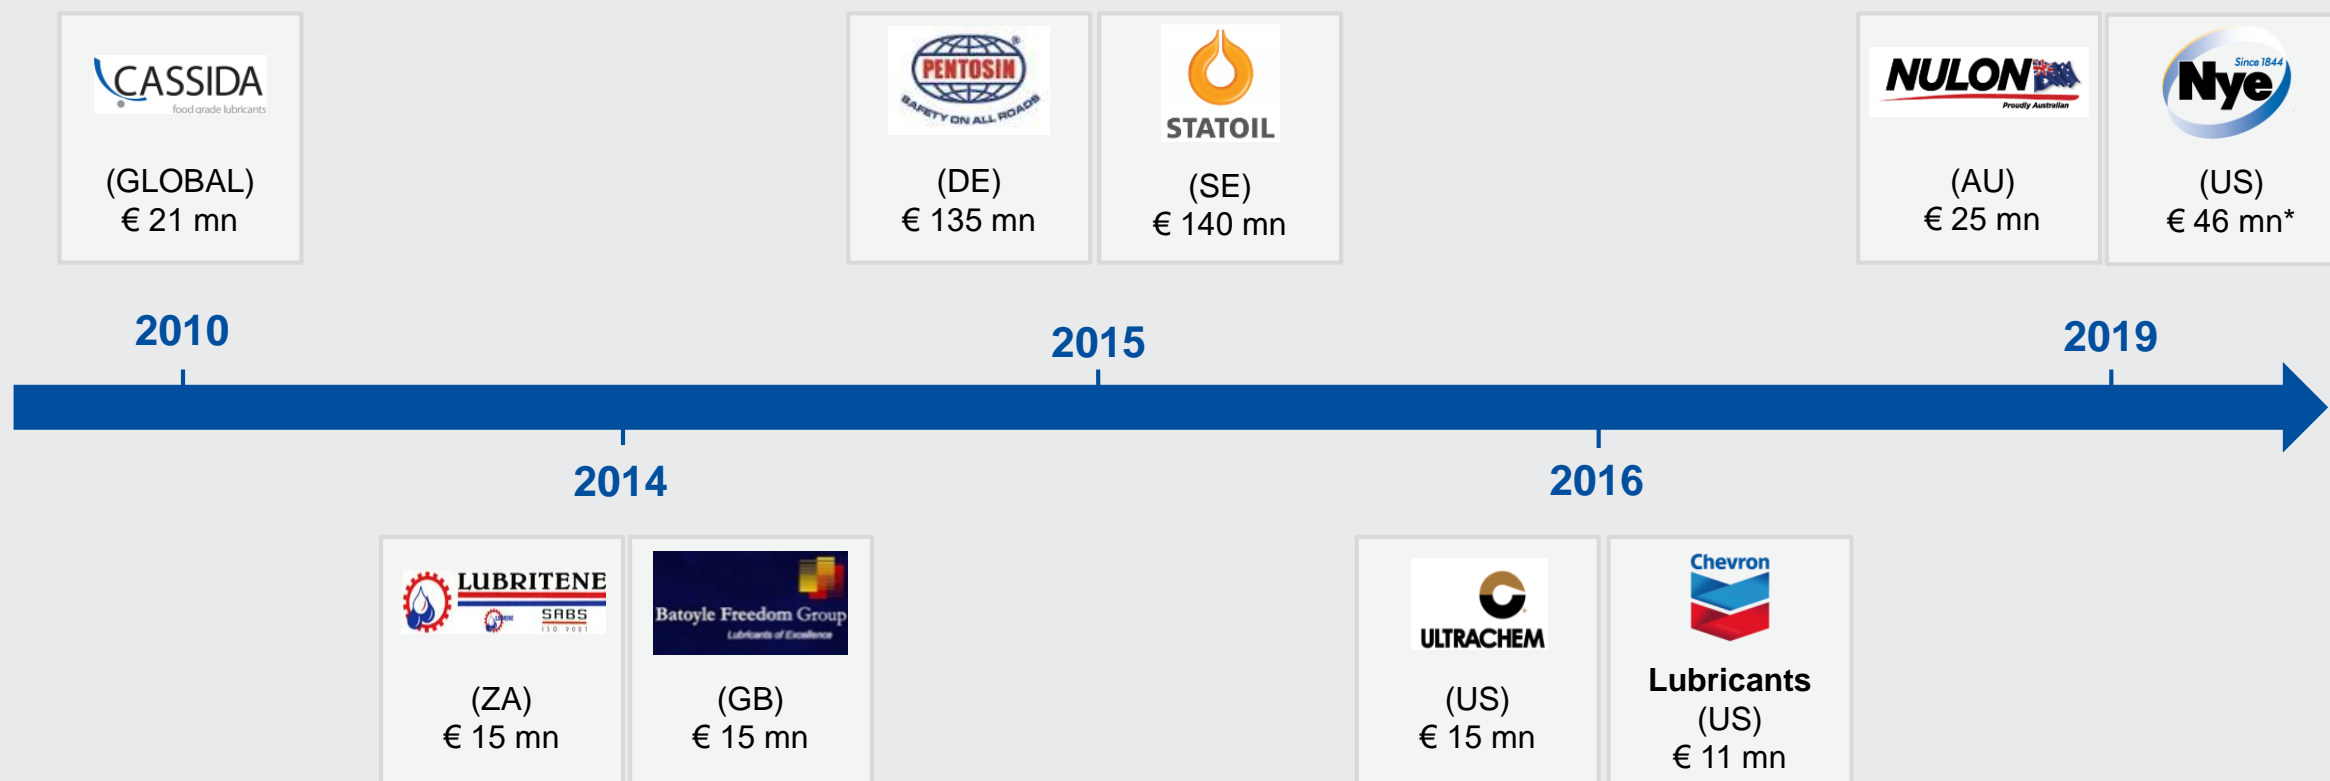 CASSIDA
food grade lubricants
(GLOBAL)
€ 21 mn
PENTOSIN
®
SAFETY ON ALL ROADS
(DE)
€ 135 mn
STATOIL
(SE)
€ 140 mn
NULON
Proudly Australian
(AU)
€ 25 mn
Since 1844
Nye
(US)
€ 46 mn*
2010
2015
2019
2014
2016
LUBRITENE
SABS
ISO 9001
(ZA)
€ 15 mn
Batoyle Freedom Group
Lubricants of Excellence
(GB)
€ 15 mn
ULTRACHEM
(US)
€ 15 mn
Chevron
Lubricants
(US)
€ 11 mn